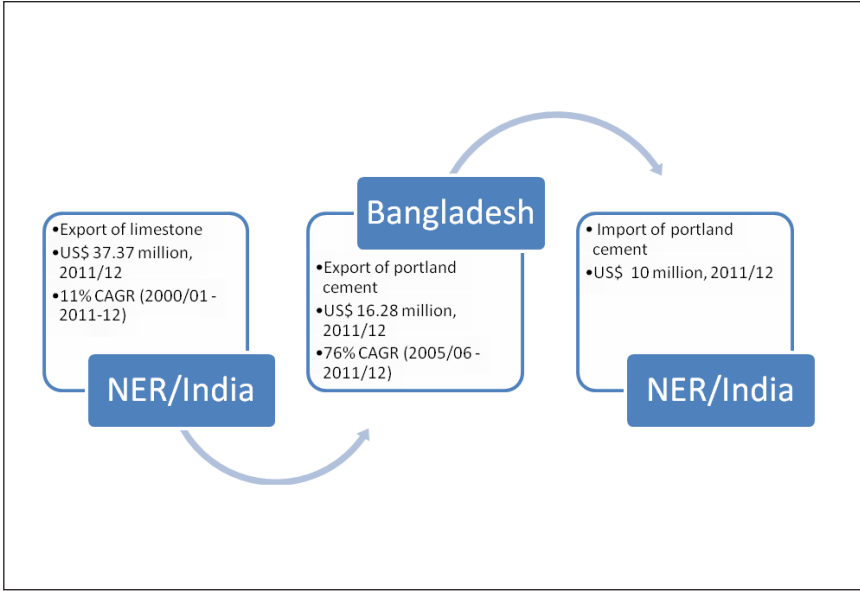 •Export of limestone
•US$ 37.37 million,
2011/12
•11% CAGR (2000/01 -
2011-12)
NER/India
Bangladesh
•Export of portland
cement
•US$ 16.28 million,
2011/12
•76% CAGR (2005/06 -
2011/12)
• Import of portland
cement
•US$ 10 million, 2011/12
NER/India